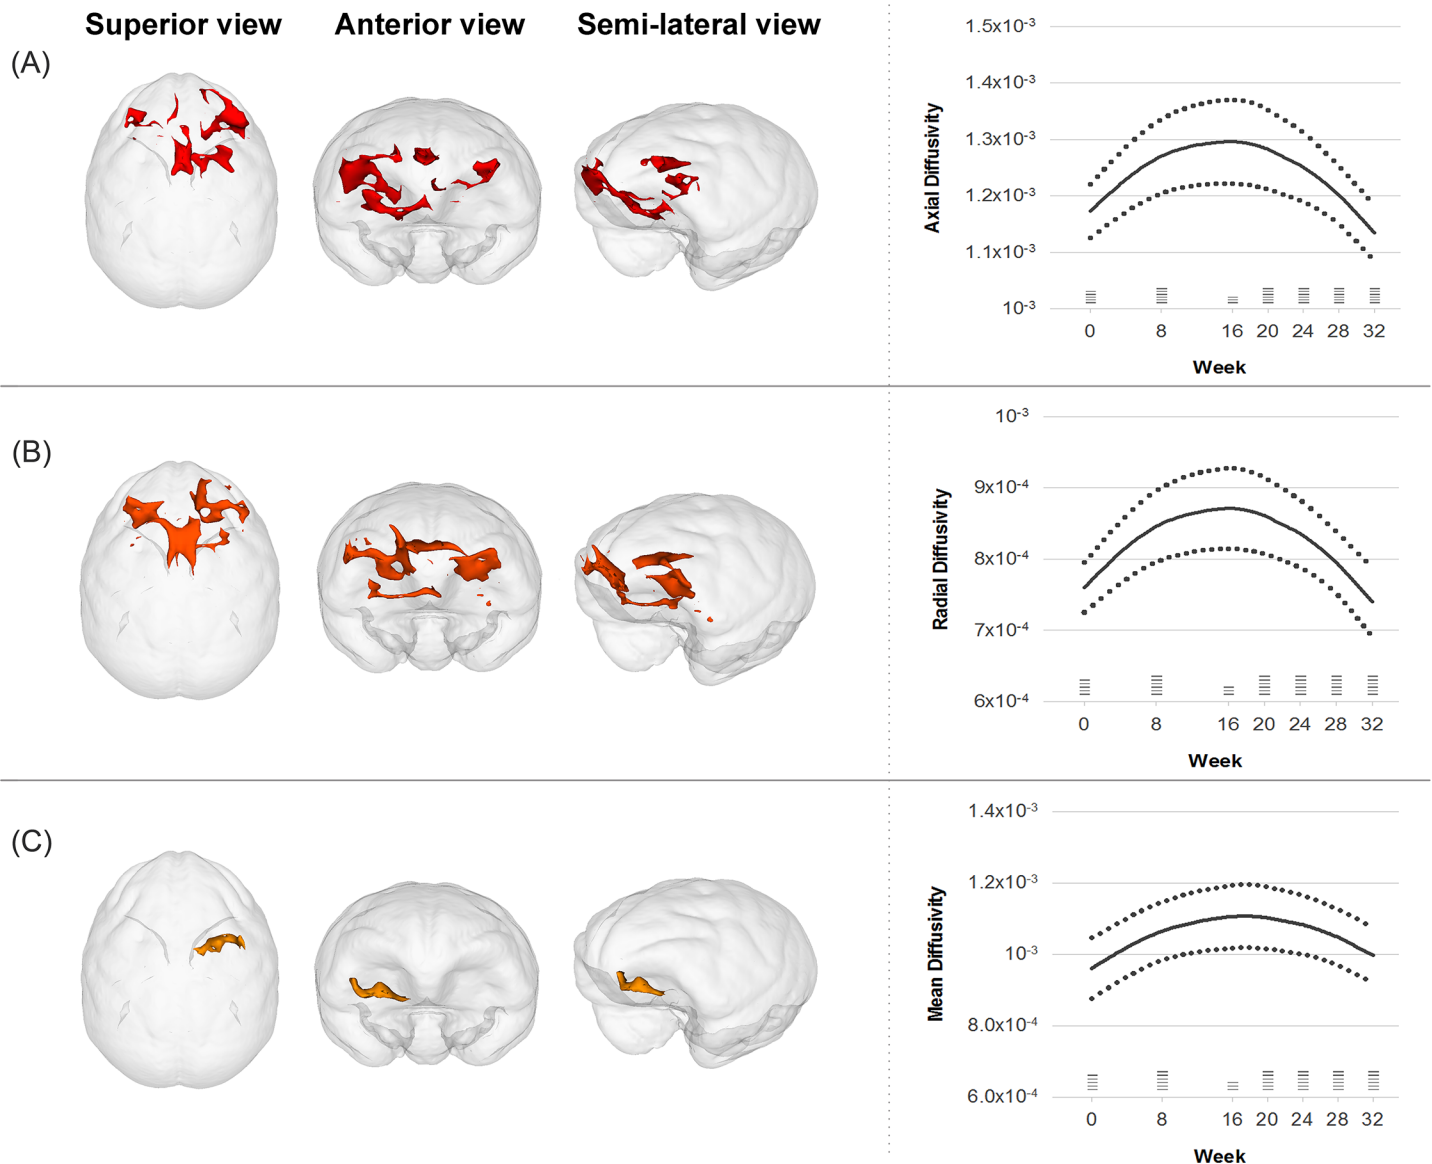 Superior view Anterior view Semi-lateral view
(A)
Axial Diffusivity
1.5x10⁻³
1.4x10⁻³
1.3x10⁻³
1.2x10⁻³
1.1x10⁻³
10⁻³
0 8 16 20 24 28 32
Week
(B)
Radial Diffusivity
10⁻³
9x10⁻⁴
8x10⁻⁴
7x10⁻⁴
6x10⁻⁴
0 8 16 20 24 28 32
Week
(C)
Mean Diffusivity
1.4x10⁻³
1.2x10⁻³
10⁻³
8.0x10⁻⁴
6.0x10⁻⁴
0 8 16 20 24 28 32
Week